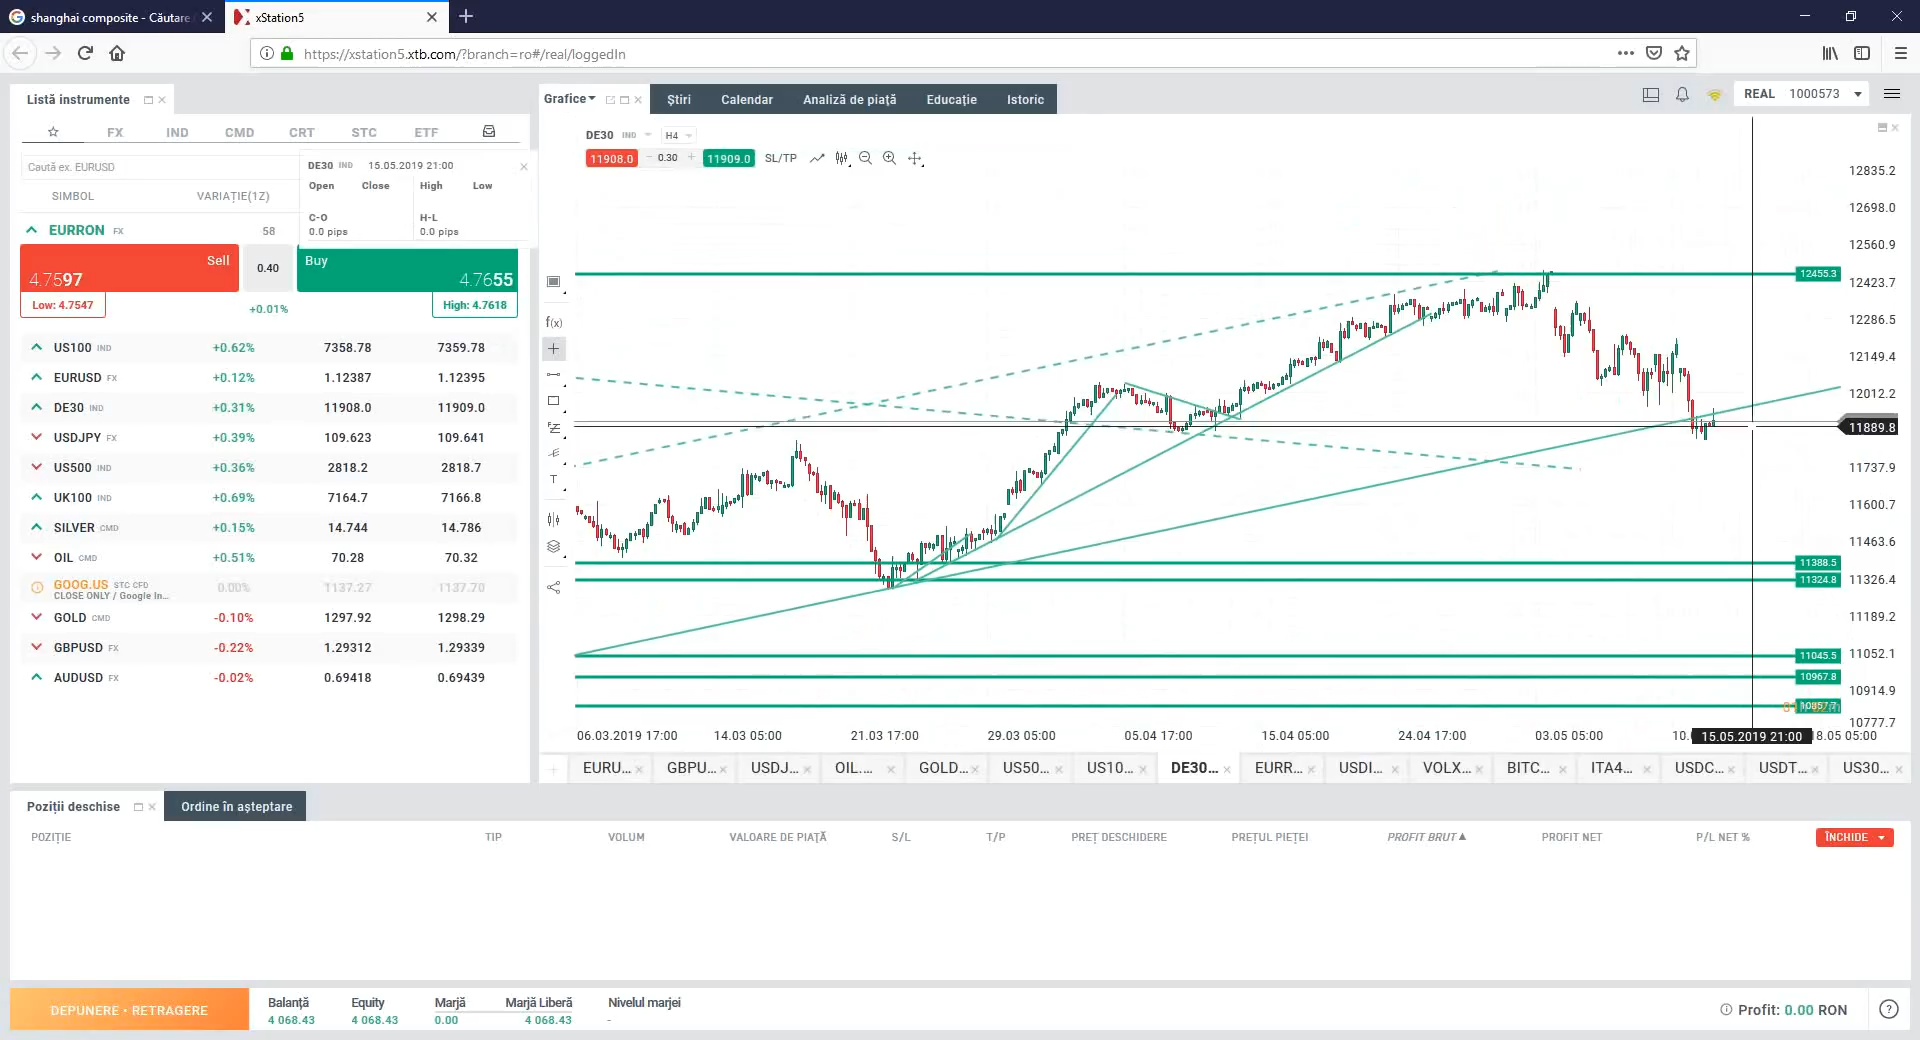 shanghai composite - Căutare
xStation5
https://xstation5.xtb.com/?branch=ro#/real/loggedIn
Listă instrumente
Grafice
Știri
Calendar
Analiză de piață
Educație
Istoric
REAL 1000573
FX
IND
CMD
CRT
STC
ETF
Caută ex. EURUSD
SIMBOL
VARIAȚIE(1Z)
DE30 IND 15.05.2019 21:00
Open Close High Low
C-O H-L
0.0 pips 0.0 pips
EURRON FX 58
Sell
4.7597
0.40
Buy
4.7655
Low: 4.7547
+0.01%
High: 4.7618
US100 IND +0.62% 7358.78 7359.78
EURUSD FX +0.12% 1.12387 1.12395
DE30 IND +0.31% 11908.0 11909.0
USDJPY FX +0.39% 109.623 109.641
US500 IND +0.36% 2818.2 2818.7
UK100 IND +0.69% 7164.7 7166.8
SILVER CMD +0.15% 14.744 14.786
OIL CMD +0.51% 70.28 70.32
GOOG.US STC CFD 0.00% 1137.27 1137.70
CLOSE ONLY / Google In...
GOLD CMD -0.10% 1297.92 1298.29
GBPUSD FX -0.22% 1.29312 1.29339
AUDUSD FX -0.02% 0.69418 0.69439
DE30 IND H4
11908.0 0.30 11909.0 SL/TP
f(x)
T
12835.2
12698.0
12560.9
12455.3
12423.7
12286.5
12149.4
12012.2
11889.8
11737.9
11600.7
11463.6
11388.5
11324.8
11326.4
11189.2
11045.5
11052.1
10967.8
10914.9
10857.7
10777.7
06.03.2019 17:00
14.03 05:00
21.03 17:00
29.03 05:00
05.04 17:00
15.04 05:00
24.04 17:00
03.05 05:00
15.05.2019 21:00
18.05 05:00
EURU...
GBPU...
USDJ...
OIL...
GOLD...
US50...
US10...
DE30...
EURR...
USDI...
VOLX...
BITC...
ITA4...
USDC...
USDT...
US30...
Poziții deschise
Ordine în așteptare
POZIȚIE TIP VOLUM VALOARE DE PIAȚĂ S/L T/P PREȚ DESCHIDERE PREȚUL PIEȚEI PROFIT BRUT PROFIT NET P/L NET % ÎNCHIDE
DEPUNERE • RETRAGERE
Balanță Equity Marjă Marjă Liberă Nivelul marjei
4 068.43 4 068.43 0.00 4 068.43 -
Profit: 0.00 RON
?